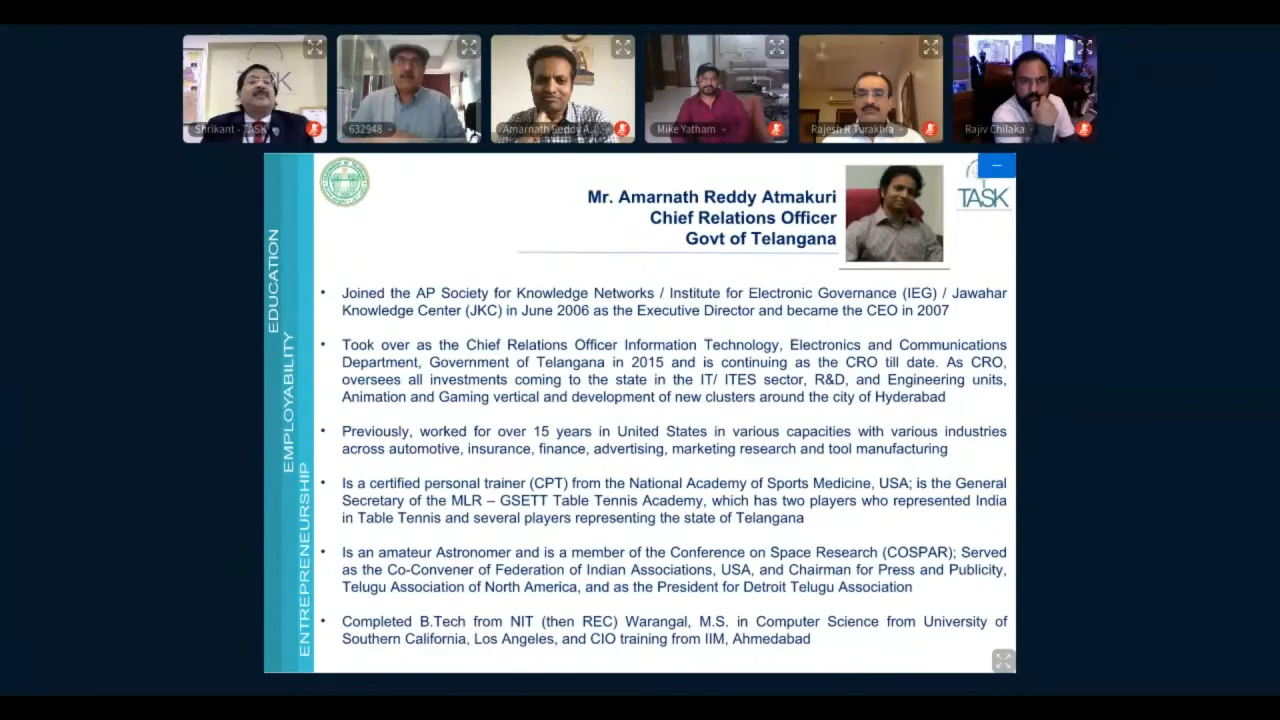 TASK
Shrikant - TASK
632948
Amarnath Reddy A...
Mike Yatham
Rajesh R Turakhia
Rajiv Chilaka
TASK
Mr. Amarnath Reddy Atmakuri
Chief Relations Officer
Govt of Telangana
EDUCATION
EMPLOYABILITY
ENTREPRENEURSHIP
• Joined the AP Society for Knowledge Networks / Institute for Electronic Governance (IEG) / Jawahar
Knowledge Center (JKC) in June 2006 as the Executive Director and became the CEO in 2007
• Took over as the Chief Relations Officer Information Technology, Electronics and Communications
Department, Government of Telangana in 2015 and is continuing as the CRO till date. As CRO,
oversees all investments coming to the state in the IT/ ITES sector, R&D, and Engineering units,
Animation and Gaming vertical and development of new clusters around the city of Hyderabad
• Previously, worked for over 15 years in United States in various capacities with various industries
across automotive, insurance, finance, advertising, marketing research and tool manufacturing
• Is a certified personal trainer (CPT) from the National Academy of Sports Medicine, USA; is the General
Secretary of the MLR – GSETT Table Tennis Academy, which has two players who represented India
in Table Tennis and several players representing the state of Telangana
• Is an amateur Astronomer and is a member of the Conference on Space Research (COSPAR); Served
as the Co-Convener of Federation of Indian Associations, USA, and Chairman for Press and Publicity,
Telugu Association of North America, and as the President for Detroit Telugu Association
• Completed B.Tech from NIT (then REC) Warangal, M.S. in Computer Science from University of
Southern California, Los Angeles, and CIO training from IIM, Ahmedabad